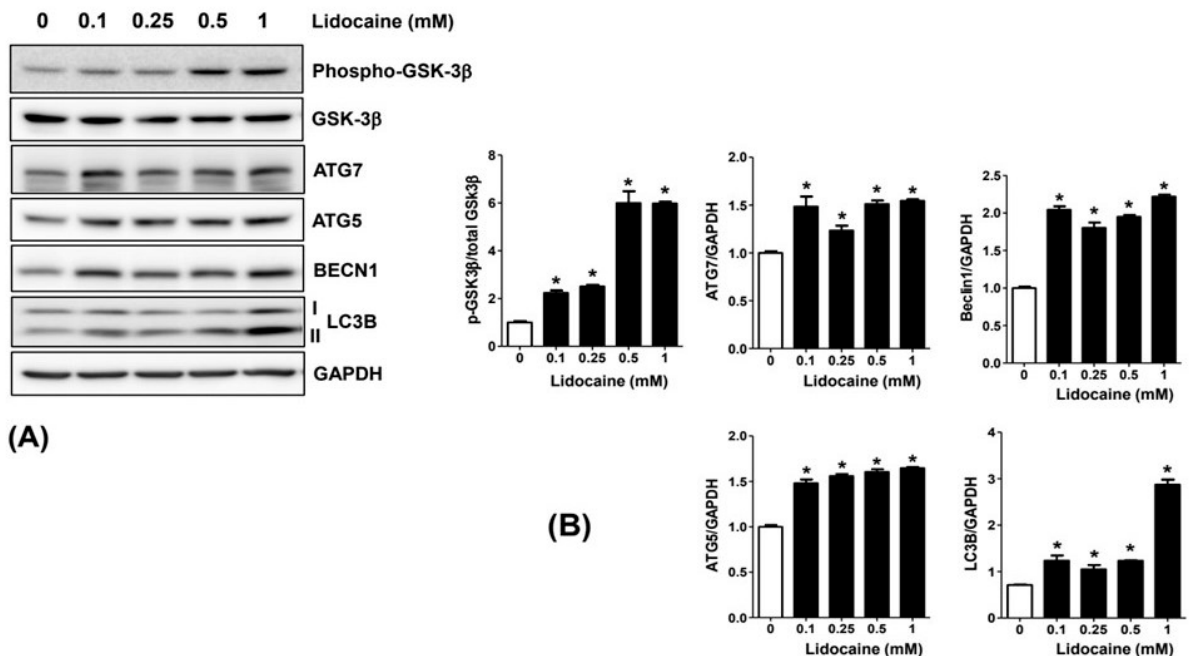 0 0.1 0.25 0.5 1 Lidocaine (mM)
Phospho-GSK-3β
GSK-3β
ATG7
ATG5
BECN1
I
LC3B
II
GAPDH
(A)
p-GSK3β/total GSk3β
8
6
4
2
0
* * * *
0 0.1 0.25 0.5 1
Lidocaine (mM)
ATG7/GAPDH
2.0
1.5
1.0
0.5
0.0
* * * *
0 0.1 0.25 0.5 1
Lidocaine (mM)
Beclin1/GAPDH
2.5
2.0
1.5
1.0
0.5
0.0
* * * *
0 0.1 0.25 0.5 1
Lidocaine (mM)
(B)
ATG5/GAPDH
2.0
1.5
1.0
0.5
0.0
* * * *
0 0.1 0.25 0.5 1
Lidocaine (mM)
LC3B/GAPDH
4
3
2
1
0
* * * *
0 0.1 0.25 0.5 1
Lidocaine (mM)